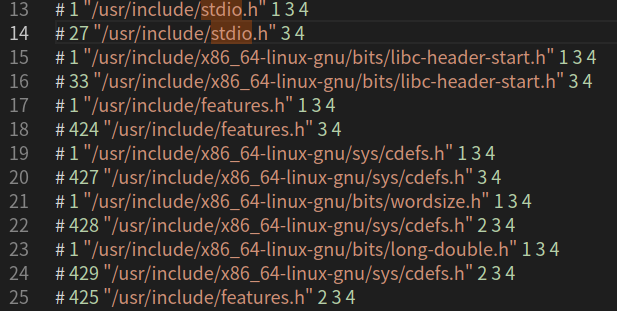 13 # 1 "/usr/include/stdio.h" 1 3 4
14 # 27 "/usr/include/stdio.h" 3 4
15 # 1 "/usr/include/x86_64-linux-gnu/bits/libc-header-start.h" 1 3 4
16 # 33 "/usr/include/x86_64-linux-gnu/bits/libc-header-start.h" 3 4
17 # 1 "/usr/include/features.h" 1 3 4
18 # 424 "/usr/include/features.h" 3 4
19 # 1 "/usr/include/x86_64-linux-gnu/sys/cdefs.h" 1 3 4
20 # 427 "/usr/include/x86_64-linux-gnu/sys/cdefs.h" 3 4
21 # 1 "/usr/include/x86_64-linux-gnu/bits/wordsize.h" 1 3 4
22 # 428 "/usr/include/x86_64-linux-gnu/sys/cdefs.h" 2 3 4
23 # 1 "/usr/include/x86_64-linux-gnu/bits/long-double.h" 1 3 4
24 # 429 "/usr/include/x86_64-linux-gnu/sys/cdefs.h" 2 3 4
25 # 425 "/usr/include/features.h" 2 3 4